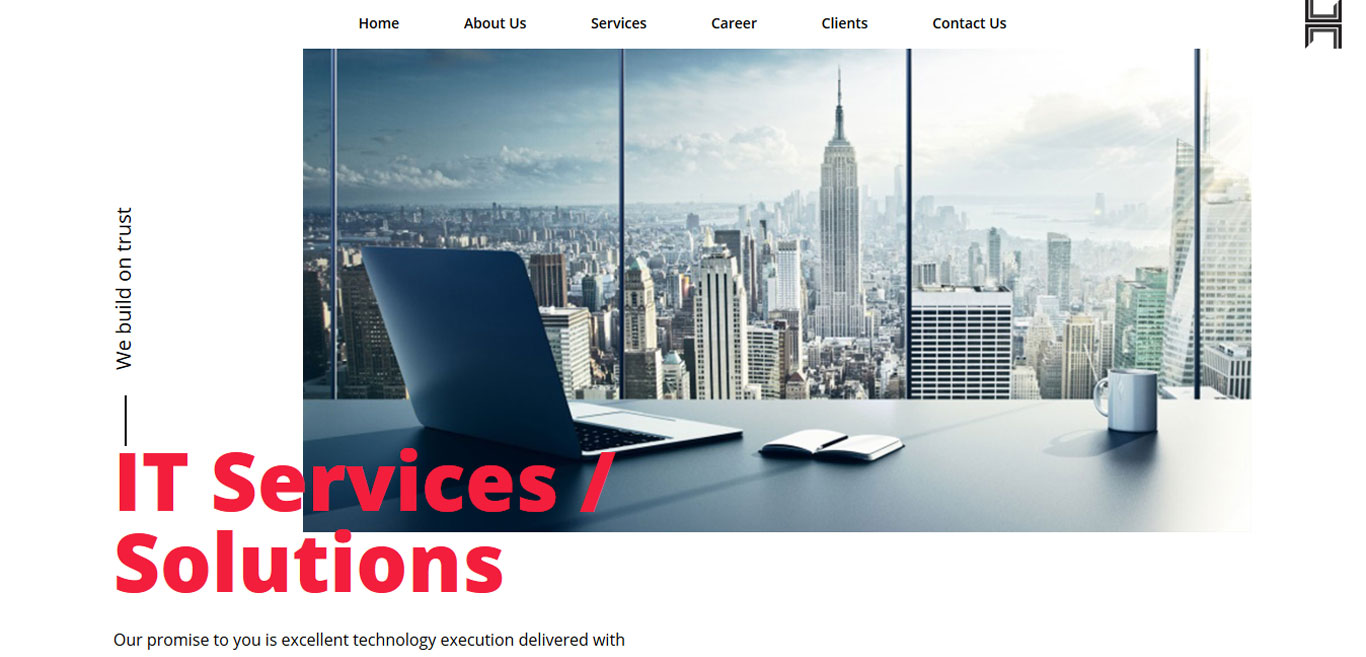 Home About Us Services Career Clients Contact Us
We build on trust
IT Services /
Solutions
Our promise to you is excellent technology execution delivered with